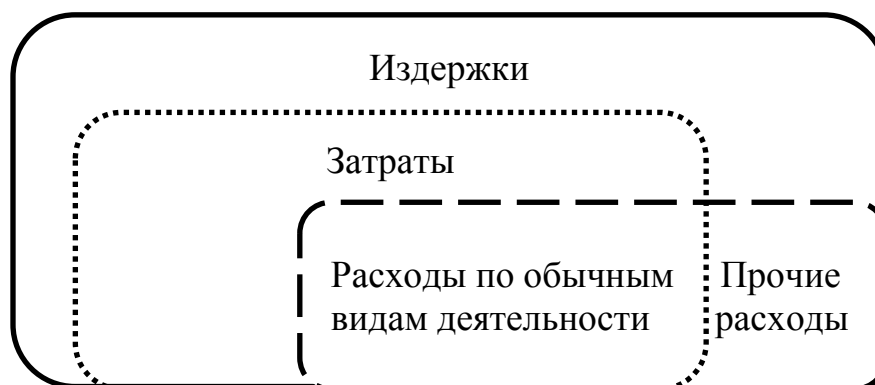 Издержки
Затраты
Расходы по обычным
видам деятельности
Прочие
расходы